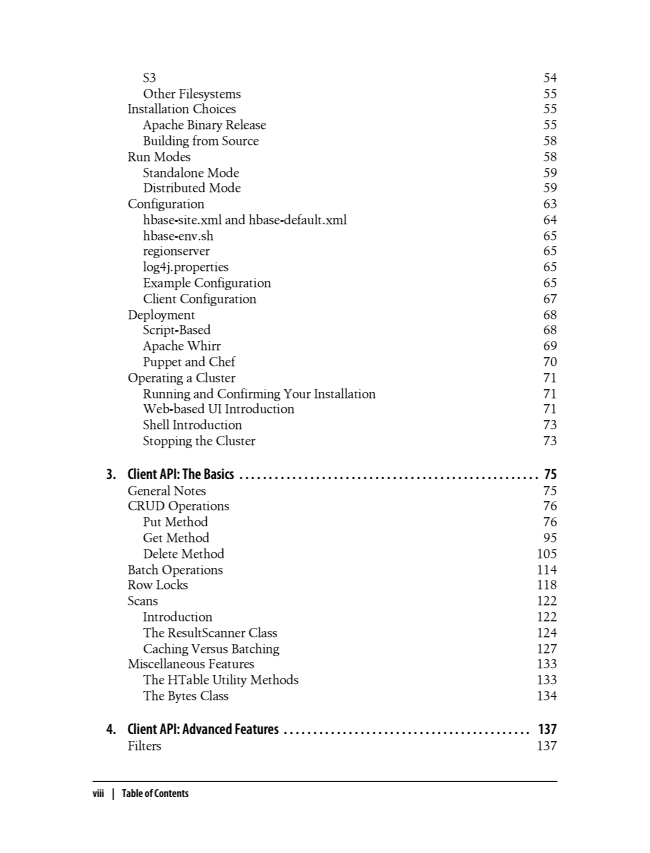 S3 54
Other Filesystems 55
Installation Choices 55
Apache Binary Release 55
Building from Source 58
Run Modes 58
Standalone Mode 59
Distributed Mode 59
Configuration 63
hbase-site.xml and hbase-default.xml 64
hbase-env.sh 65
regionserver 65
log4j.properties 65
Example Configuration 65
Client Configuration 67
Deployment 68
Script-Based 68
Apache Whirr 69
Puppet and Chef 70
Operating a Cluster 71
Running and Confirming Your Installation 71
Web-based UI Introduction 71
Shell Introduction 73
Stopping the Cluster 73
3. Client API: The Basics .................................................... 75
General Notes 75
CRUD Operations 76
Put Method 76
Get Method 95
Delete Method 105
Batch Operations 114
Row Locks 118
Scans 122
Introduction 122
The ResultScanner Class 124
Caching Versus Batching 127
Miscellaneous Features 133
The HTable Utility Methods 133
The Bytes Class 134
4. Client API: Advanced Features .......................................... 137
Filters 137
viii | Table of Contents